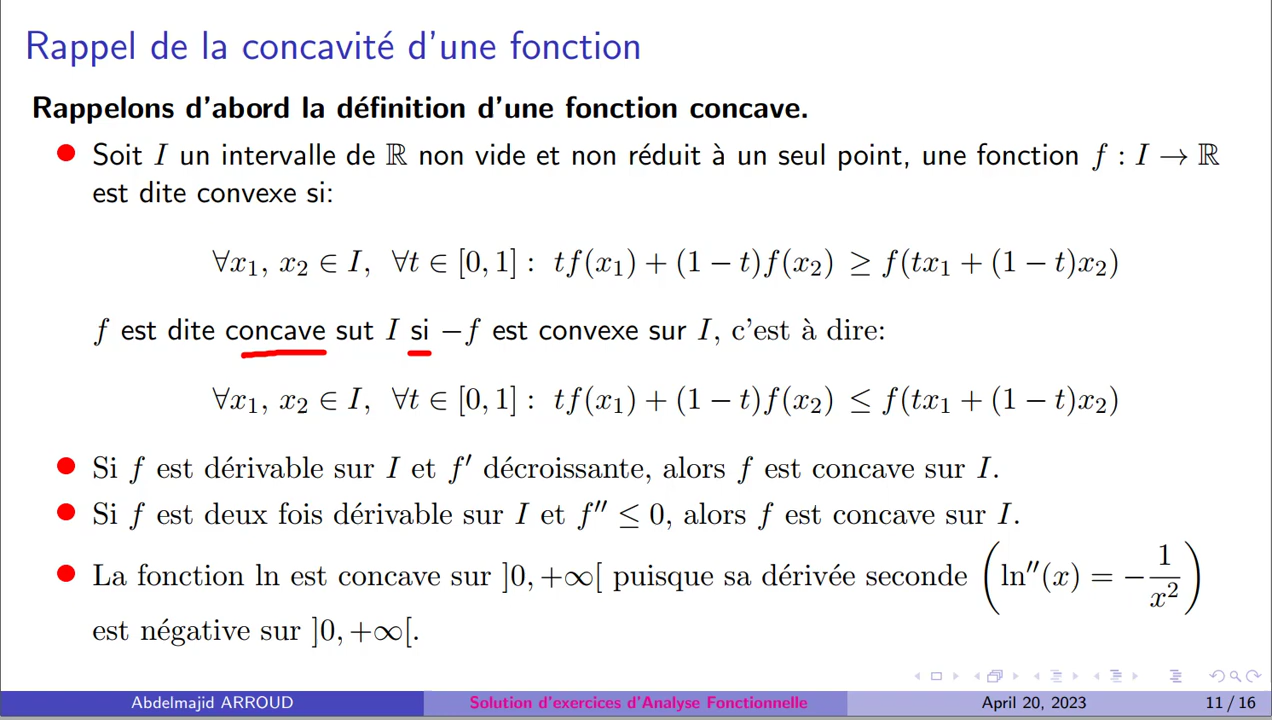 Rappel de la concavité d'une fonction
Rappelons d'abord la définition d'une fonction concave.
Soit I un intervalle de ℝ non vide et non réduit à un seul point, une fonction f : I → ℝ
est dite convexe si:
∀x₁, x₂ ∈ I, ∀t ∈ [0, 1] : tf(x₁) + (1 − t)f(x₂) ≥ f(tx₁ + (1 − t)x₂)
f est dite concave sut I si −f est convexe sur I, c'est à dire:
∀x₁, x₂ ∈ I, ∀t ∈ [0, 1] : tf(x₁) + (1 − t)f(x₂) ≤ f(tx₁ + (1 − t)x₂)
Si f est dérivable sur I et f′ décroissante, alors f est concave sur I.
Si f est deux fois dérivable sur I et f″ ≤ 0, alors f est concave sur I.
La fonction ln est concave sur ]0, +∞[ puisque sa dérivée seconde (ln″(x) = −1/x²)
est négative sur ]0, +∞[.
Abdelmajid ARROUD Solution d'exercices d'Analyse Fonctionnelle April 20, 2023 11 / 16